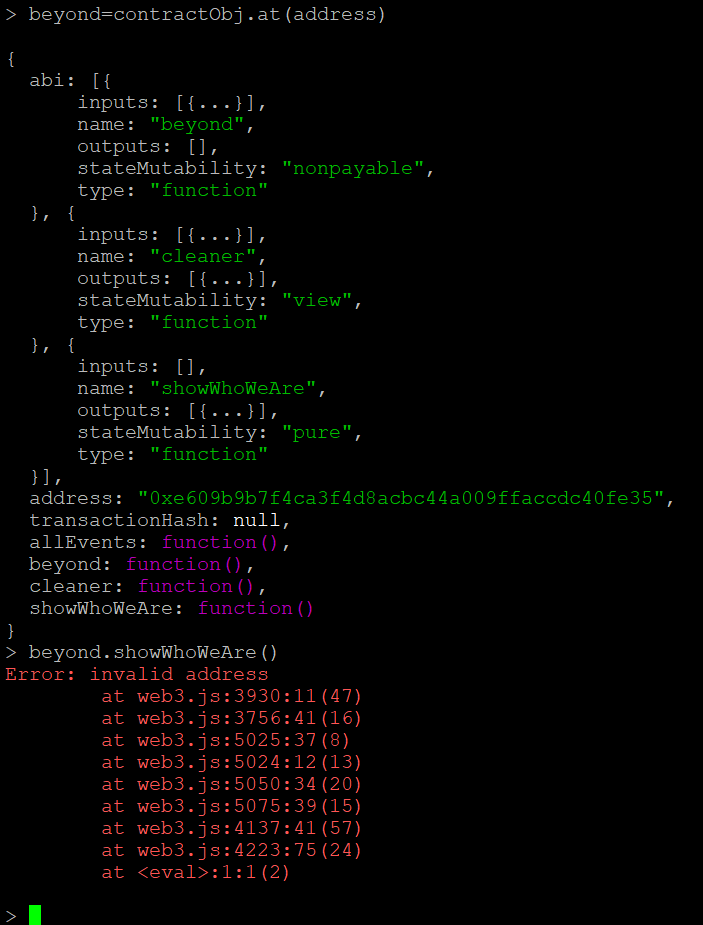 > beyond=contractObj.at(address)
{
abi: [{
inputs: [{...}],
name: "beyond",
outputs: [],
stateMutability: "nonpayable",
type: "function"
}, {
inputs: [{...}],
name: "cleaner",
outputs: [{...}],
stateMutability: "view",
type: "function"
}, {
inputs: [],
name: "showWhoWeAre",
outputs: [{...}],
stateMutability: "pure",
type: "function"
}],
address: "0xe609b9b7f4ca3f4d8acbc44a009ffaccdc40fe35",
transactionHash: null,
allEvents: function(),
beyond: function(),
cleaner: function(),
showWhoWeAre: function()
}
> beyond.showWhoWeAre()
Error: invalid address
at web3.js:3930:11(47)
at web3.js:3756:41(16)
at web3.js:5025:37(8)
at web3.js:5024:12(13)
at web3.js:5050:34(20)
at web3.js:5075:39(15)
at web3.js:4137:41(57)
at web3.js:4223:75(24)
at <eval>:1:1(2)
>